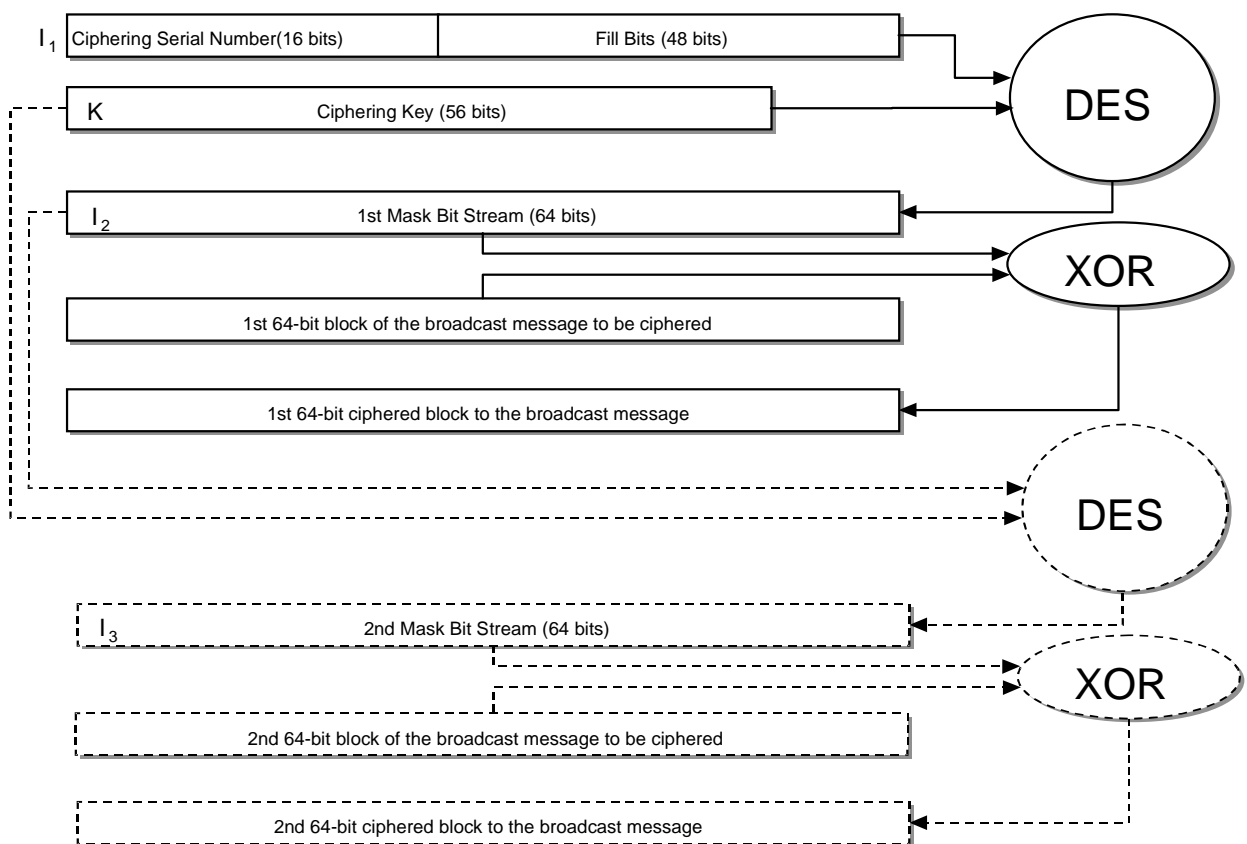 I1 Ciphering Serial Number(16 bits) Fill Bits (48 bits)
DES
K Ciphering Key (56 bits)
I2 1st Mask Bit Stream (64 bits)
XOR
1st 64-bit block of the broadcast message to be ciphered
1st 64-bit ciphered block to the broadcast message
DES
I3 2nd Mask Bit Stream (64 bits)
XOR
2nd 64-bit block of the broadcast message to be ciphered
2nd 64-bit ciphered block to the broadcast message